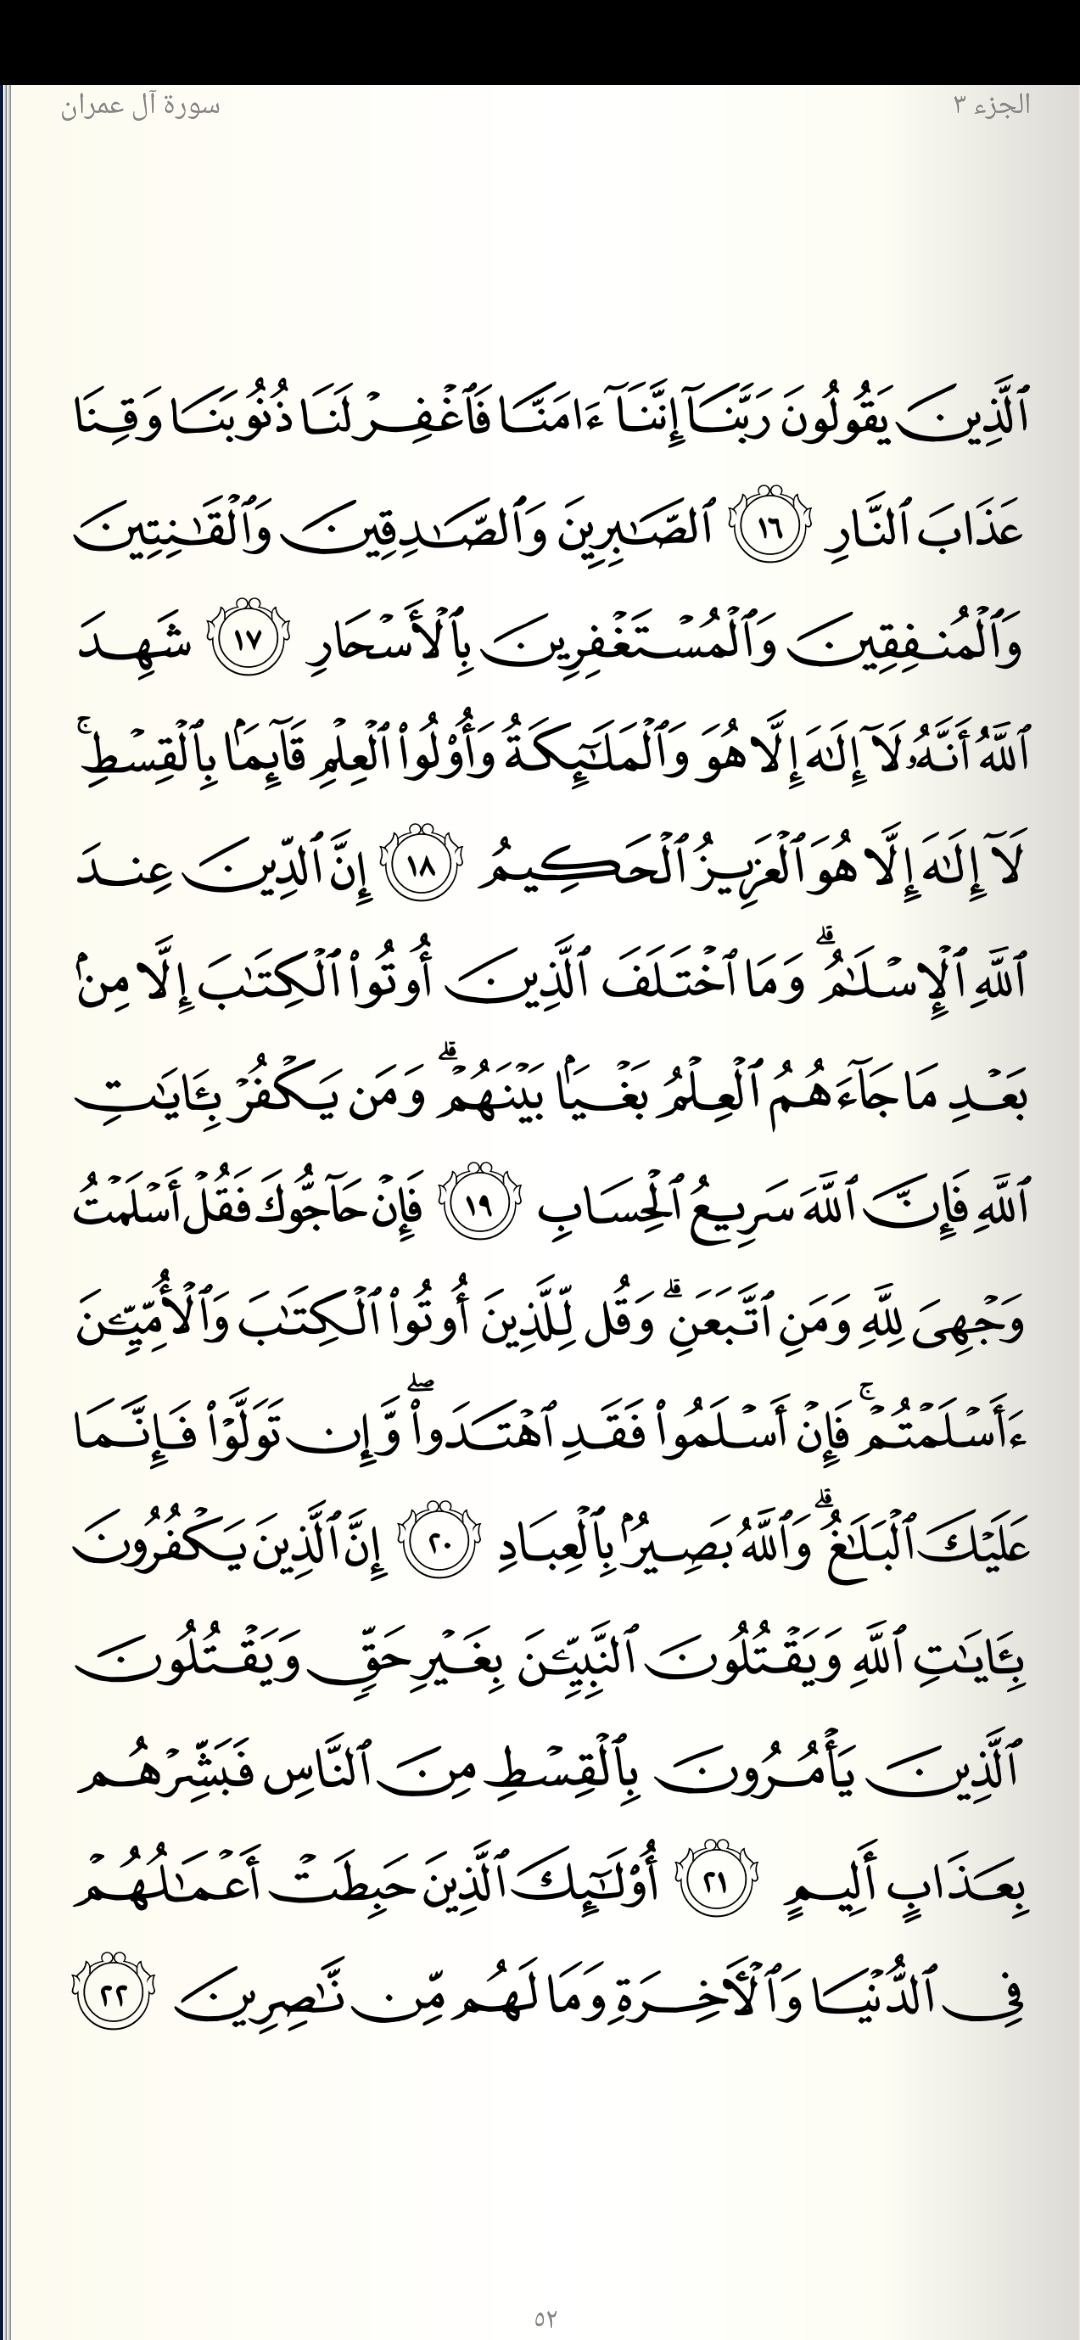 الجزء ٣
سورة آل عمران
ٱلَّذِينَ يَقُولُونَ رَبَّنَآ إِنَّنَآ ءَامَنَّا فَٱغۡفِرۡ لَنَا ذُنُوبَنَا وَقِنَا
عَذَابَ ٱلنَّارِ ١٦ ٱلصَّـٰبِرِينَ وَٱلصَّـٰدِقِينَ وَٱلۡقَـٰنِتِينَ
وَٱلۡمُنفِقِينَ وَٱلۡمُسۡتَغۡفِرِينَ بِٱلۡأَسۡحَارِ ١٧ شَهِدَ
ٱللَّهُ أَنَّهُۥ لَآ إِلَـٰهَ إِلَّا هُوَ وَٱلۡمَلَـٰٓئِكَةُ وَأُوْلُواْ ٱلۡعِلۡمِ قَآئِمَۢا بِٱلۡقِسۡطِۚ
لَآ إِلَـٰهَ إِلَّا هُوَ ٱلۡعَزِيزُ ٱلۡحَكِيمُ ١٨ إِنَّ ٱلدِّينَ عِندَ
ٱللَّهِ ٱلۡإِسۡلَـٰمُۗ وَمَا ٱخۡتَلَفَ ٱلَّذِينَ أُوتُواْ ٱلۡكِتَـٰبَ إِلَّا مِنۢ
بَعۡدِ مَا جَآءَهُمُ ٱلۡعِلۡمُ بَغۡيَۢا بَيۡنَهُمۡۗ وَمَن يَكۡفُرۡ بِـَٔايَـٰتِ
ٱللَّهِ فَإِنَّ ٱللَّهَ سَرِيعُ ٱلۡحِسَابِ ١٩ فَإِنۡ حَآجُّوكَ فَقُلۡ أَسۡلَمۡتُ
وَجۡهِيَ لِلَّهِ وَمَنِ ٱتَّبَعَنِۗ وَقُل لِّلَّذِينَ أُوتُواْ ٱلۡكِتَـٰبَ وَٱلۡأُمِّيِّـۧنَ
ءَأَسۡلَمۡتُمۡۚ فَإِنۡ أَسۡلَمُواْ فَقَدِ ٱهۡتَدَواْۖ وَّإِن تَوَلَّوۡاْ فَإِنَّمَا
عَلَيۡكَ ٱلۡبَلَـٰغُۗ وَٱللَّهُ بَصِيرُۢ بِٱلۡعِبَادِ ٢٠ إِنَّ ٱلَّذِينَ يَكۡفُرُونَ
بِـَٔايَـٰتِ ٱللَّهِ وَيَقۡتُلُونَ ٱلنَّبِيِّـۧنَ بِغَيۡرِ حَقّٖ وَيَقۡتُلُونَ
ٱلَّذِينَ يَأۡمُرُونَ بِٱلۡقِسۡطِ مِنَ ٱلنَّاسِ فَبَشِّرۡهُم
بِعَذَابٍ أَلِيمٍ ٢١ أُوْلَـٰٓئِكَ ٱلَّذِينَ حَبِطَتۡ أَعۡمَـٰلُهُمۡ
فِي ٱلدُّنۡيَا وَٱلۡأٓخِرَةِ وَمَا لَهُم مِّن نَّـٰصِرِينَ ٢٢
٥٢